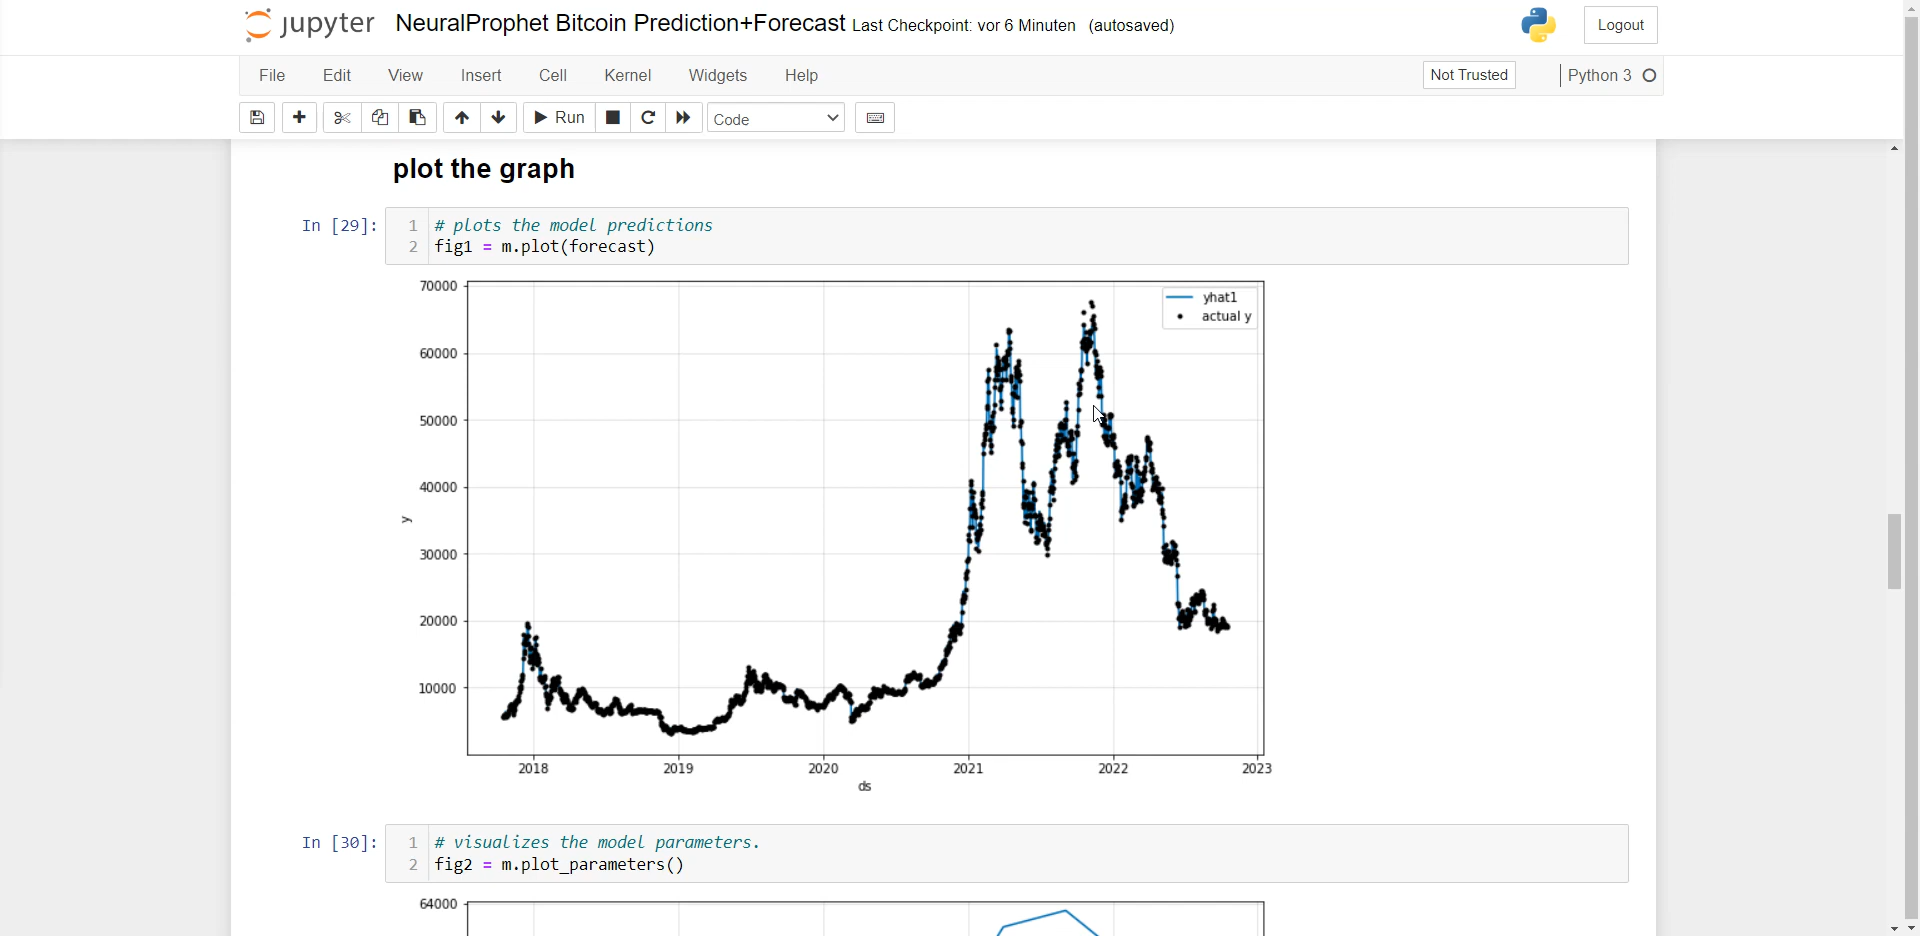 jupyter NeuralProphet Bitcoin Prediction+Forecast Last Checkpoint: vor 6 Minuten (autosaved) Logout
File Edit View Insert Cell Kernel Widgets Help Not Trusted Python 3
Run Code
plot the graph
In [29]: 1 # plots the model predictions
2 fig1 = m.plot(forecast)
70000
yhat1
actual y
60000
50000
40000
y
30000
20000
10000
2018 2019 2020 2021 2022 2023
ds
In [30]: 1 # visualizes the model parameters.
2 fig2 = m.plot_parameters()
64000